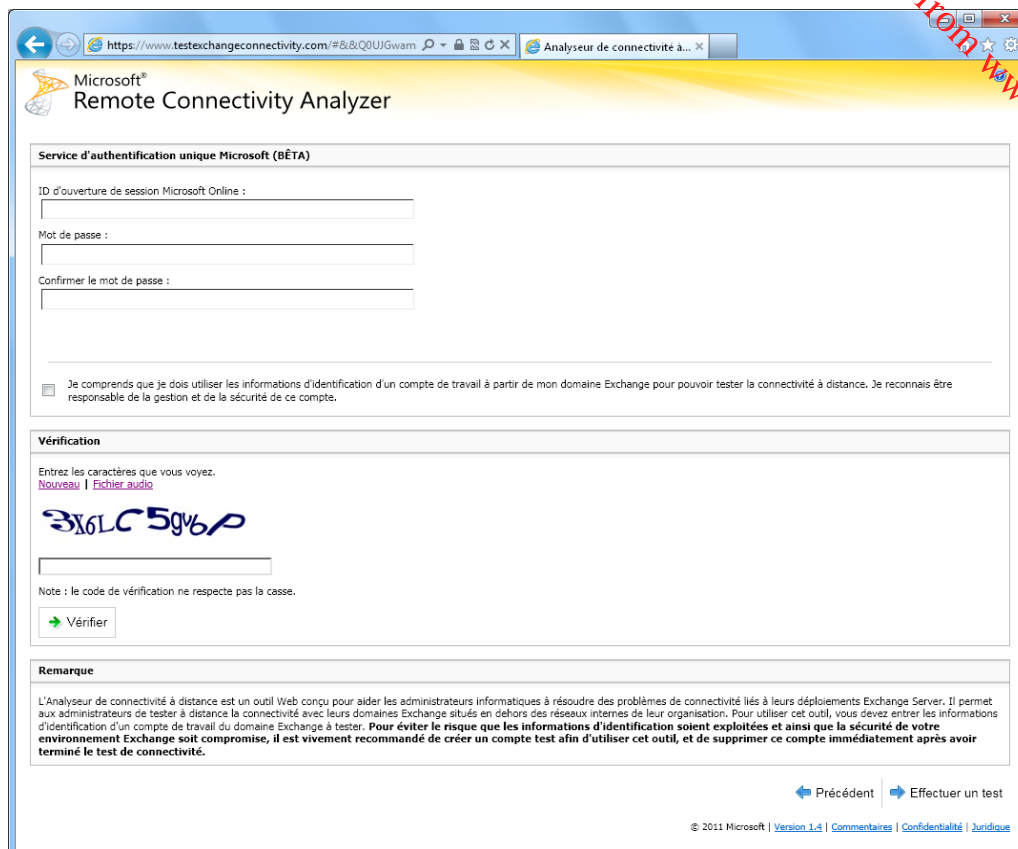 from ww
https://www.testexchangeconnectivity.com/#&&Q0UJGwam
Analyseur de connectivité à...
Microsoft®
Remote Connectivity Analyzer
Service d'authentification unique Microsoft (BÊTA)
ID d'ouverture de session Microsoft Online :
Mot de passe :
Confirmer le mot de passe :
Je comprends que je dois utiliser les informations d'identification d'un compte de travail à partir de mon domaine Exchange pour pouvoir tester la connectivité à distance. Je reconnais être
responsable de la gestion et de la sécurité de ce compte.
Vérification
Entrez les caractères que vous voyez.
Nouveau | Fichier audio
3X6LC5gv6P
Note : le code de vérification ne respecte pas la casse.
Vérifier
Remarque
L'Analyseur de connectivité à distance est un outil Web conçu pour aider les administrateurs informatiques à résoudre des problèmes de connectivité liés à leurs déploiements Exchange Server. Il permet
aux administrateurs de tester à distance la connectivité avec leurs domaines Exchange situés en dehors des réseaux internes de leur organisation. Pour utiliser cet outil, vous devez entrer les informations
d'identification d'un compte de travail du domaine Exchange à tester. Pour éviter le risque que les informations d'identification soient exploitées et ainsi que la sécurité de votre
environnement Exchange soit compromise, il est vivement recommandé de créer un compte test afin d'utiliser cet outil, et de supprimer ce compte immédiatement après avoir
terminé le test de connectivité.
Précédent
Effectuer un test
© 2011 Microsoft | Version 1.4 | Commentaires | Confidentialité | Juridique